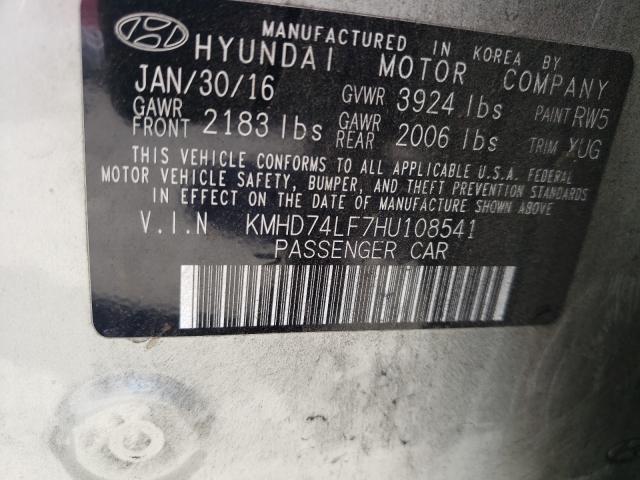 MANUFACTURED IN KOREA BY
HYUNDAI MOTOR COMPANY
JAN/30/16 GVWR 3924 lbs PAINT RW5
GAWR FRONT 2183 lbs GAWR REAR 2006 lbs TRIM XUG
THIS VEHICLE CONFORMS TO ALL APPLICABLE U.S.A. FEDERAL
MOTOR VEHICLE SAFETY, BUMPER, AND THEFT PREVENTION STANDARDS
IN EFFECT ON THE DATE OF MANUFACTURE SHOWN ABOVE
V.I.N KMHD74LF7HU108541
PASSENGER CAR